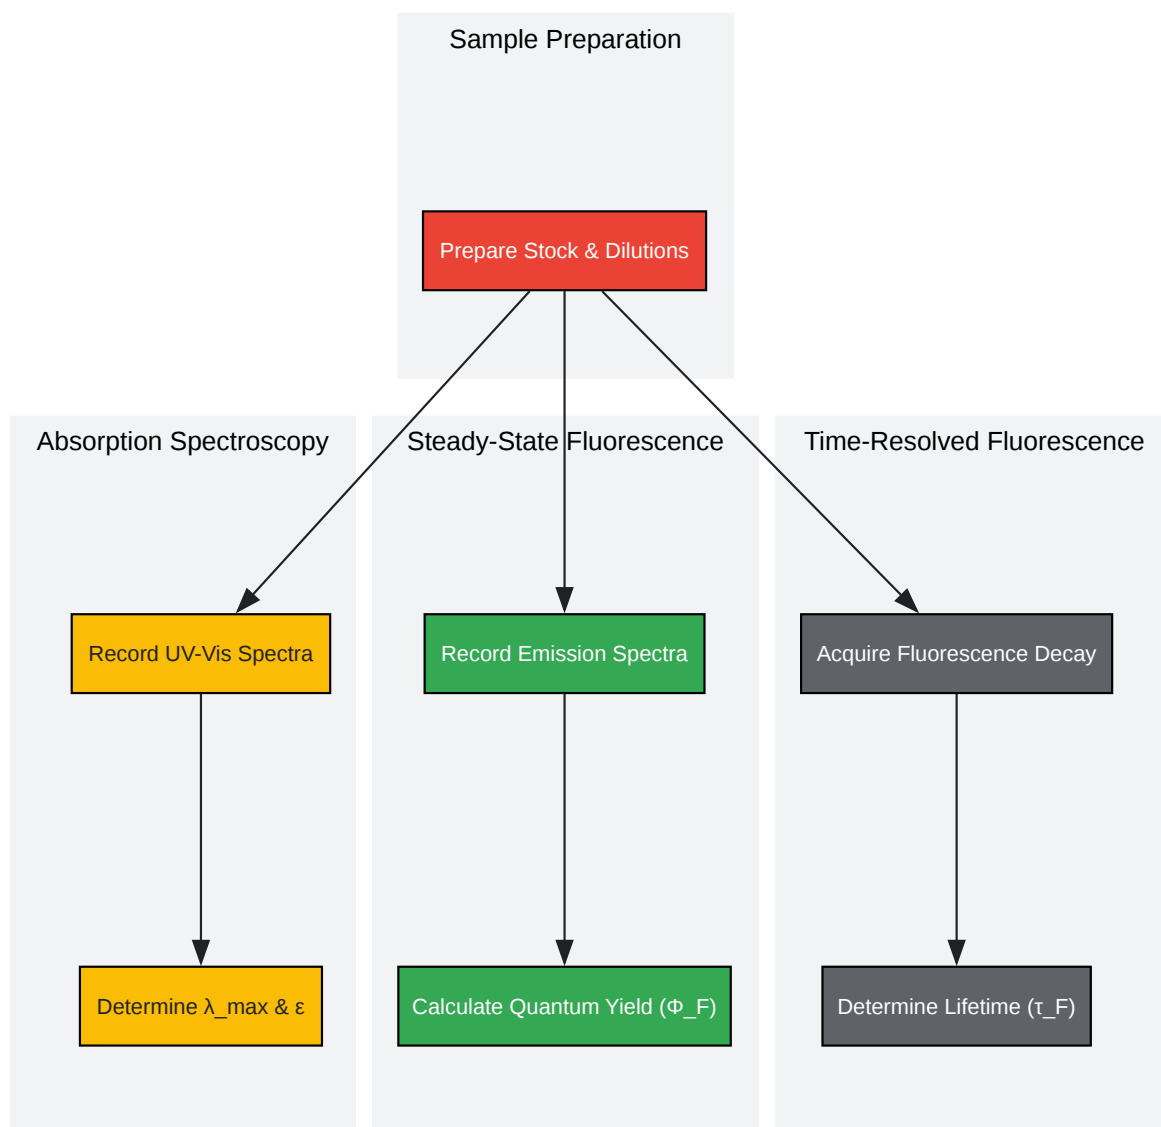 Sample Preparation
Prepare Stock & Dilutions
Absorption Spectroscopy
Steady-State Fluorescence
Time-Resolved Fluorescence
Record UV-Vis Spectra
Record Emission Spectra
Acquire Fluorescence Decay
Determine λ_max & ε
Calculate Quantum Yield (Φ_F)
Determine Lifetime (τ_F)